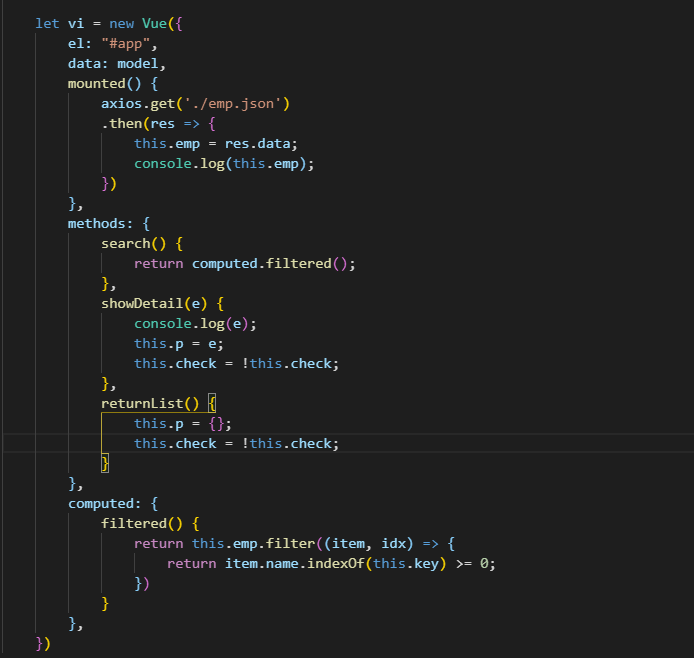 let vi = new Vue({
    el: "#app",
    data: model,
    mounted() {
        axios.get('./emp.json')
        .then(res => {
            this.emp = res.data;
            console.log(this.emp);
        })
    },
    methods: {
        search() {
            return computed.filtered();
        },
        showDetail(e) {
            console.log(e);
            this.p = e;
            this.check = !this.check;
        },
        returnList() {
            this.p = {};
            this.check = !this.check;
        }
    },
    computed: {
        filtered() {
            return this.emp.filter((item, idx) => {
                return item.name.indexOf(this.key) >= 0;
            })
        }
    },
})